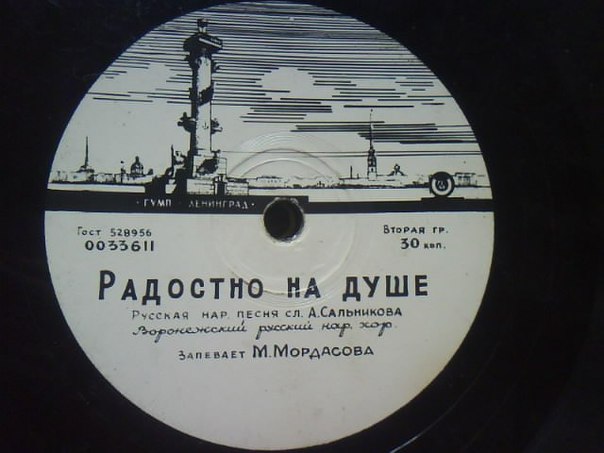 · ГУМП · ЛЕНИНГРАД ·
Гост 528956
0033611
Вторая гр.
30 коп.
Радостно на душе
Русская нар. песня сл. А. Сальникова
Воронежский русский нар. хор.
Запевает М. Мордасова